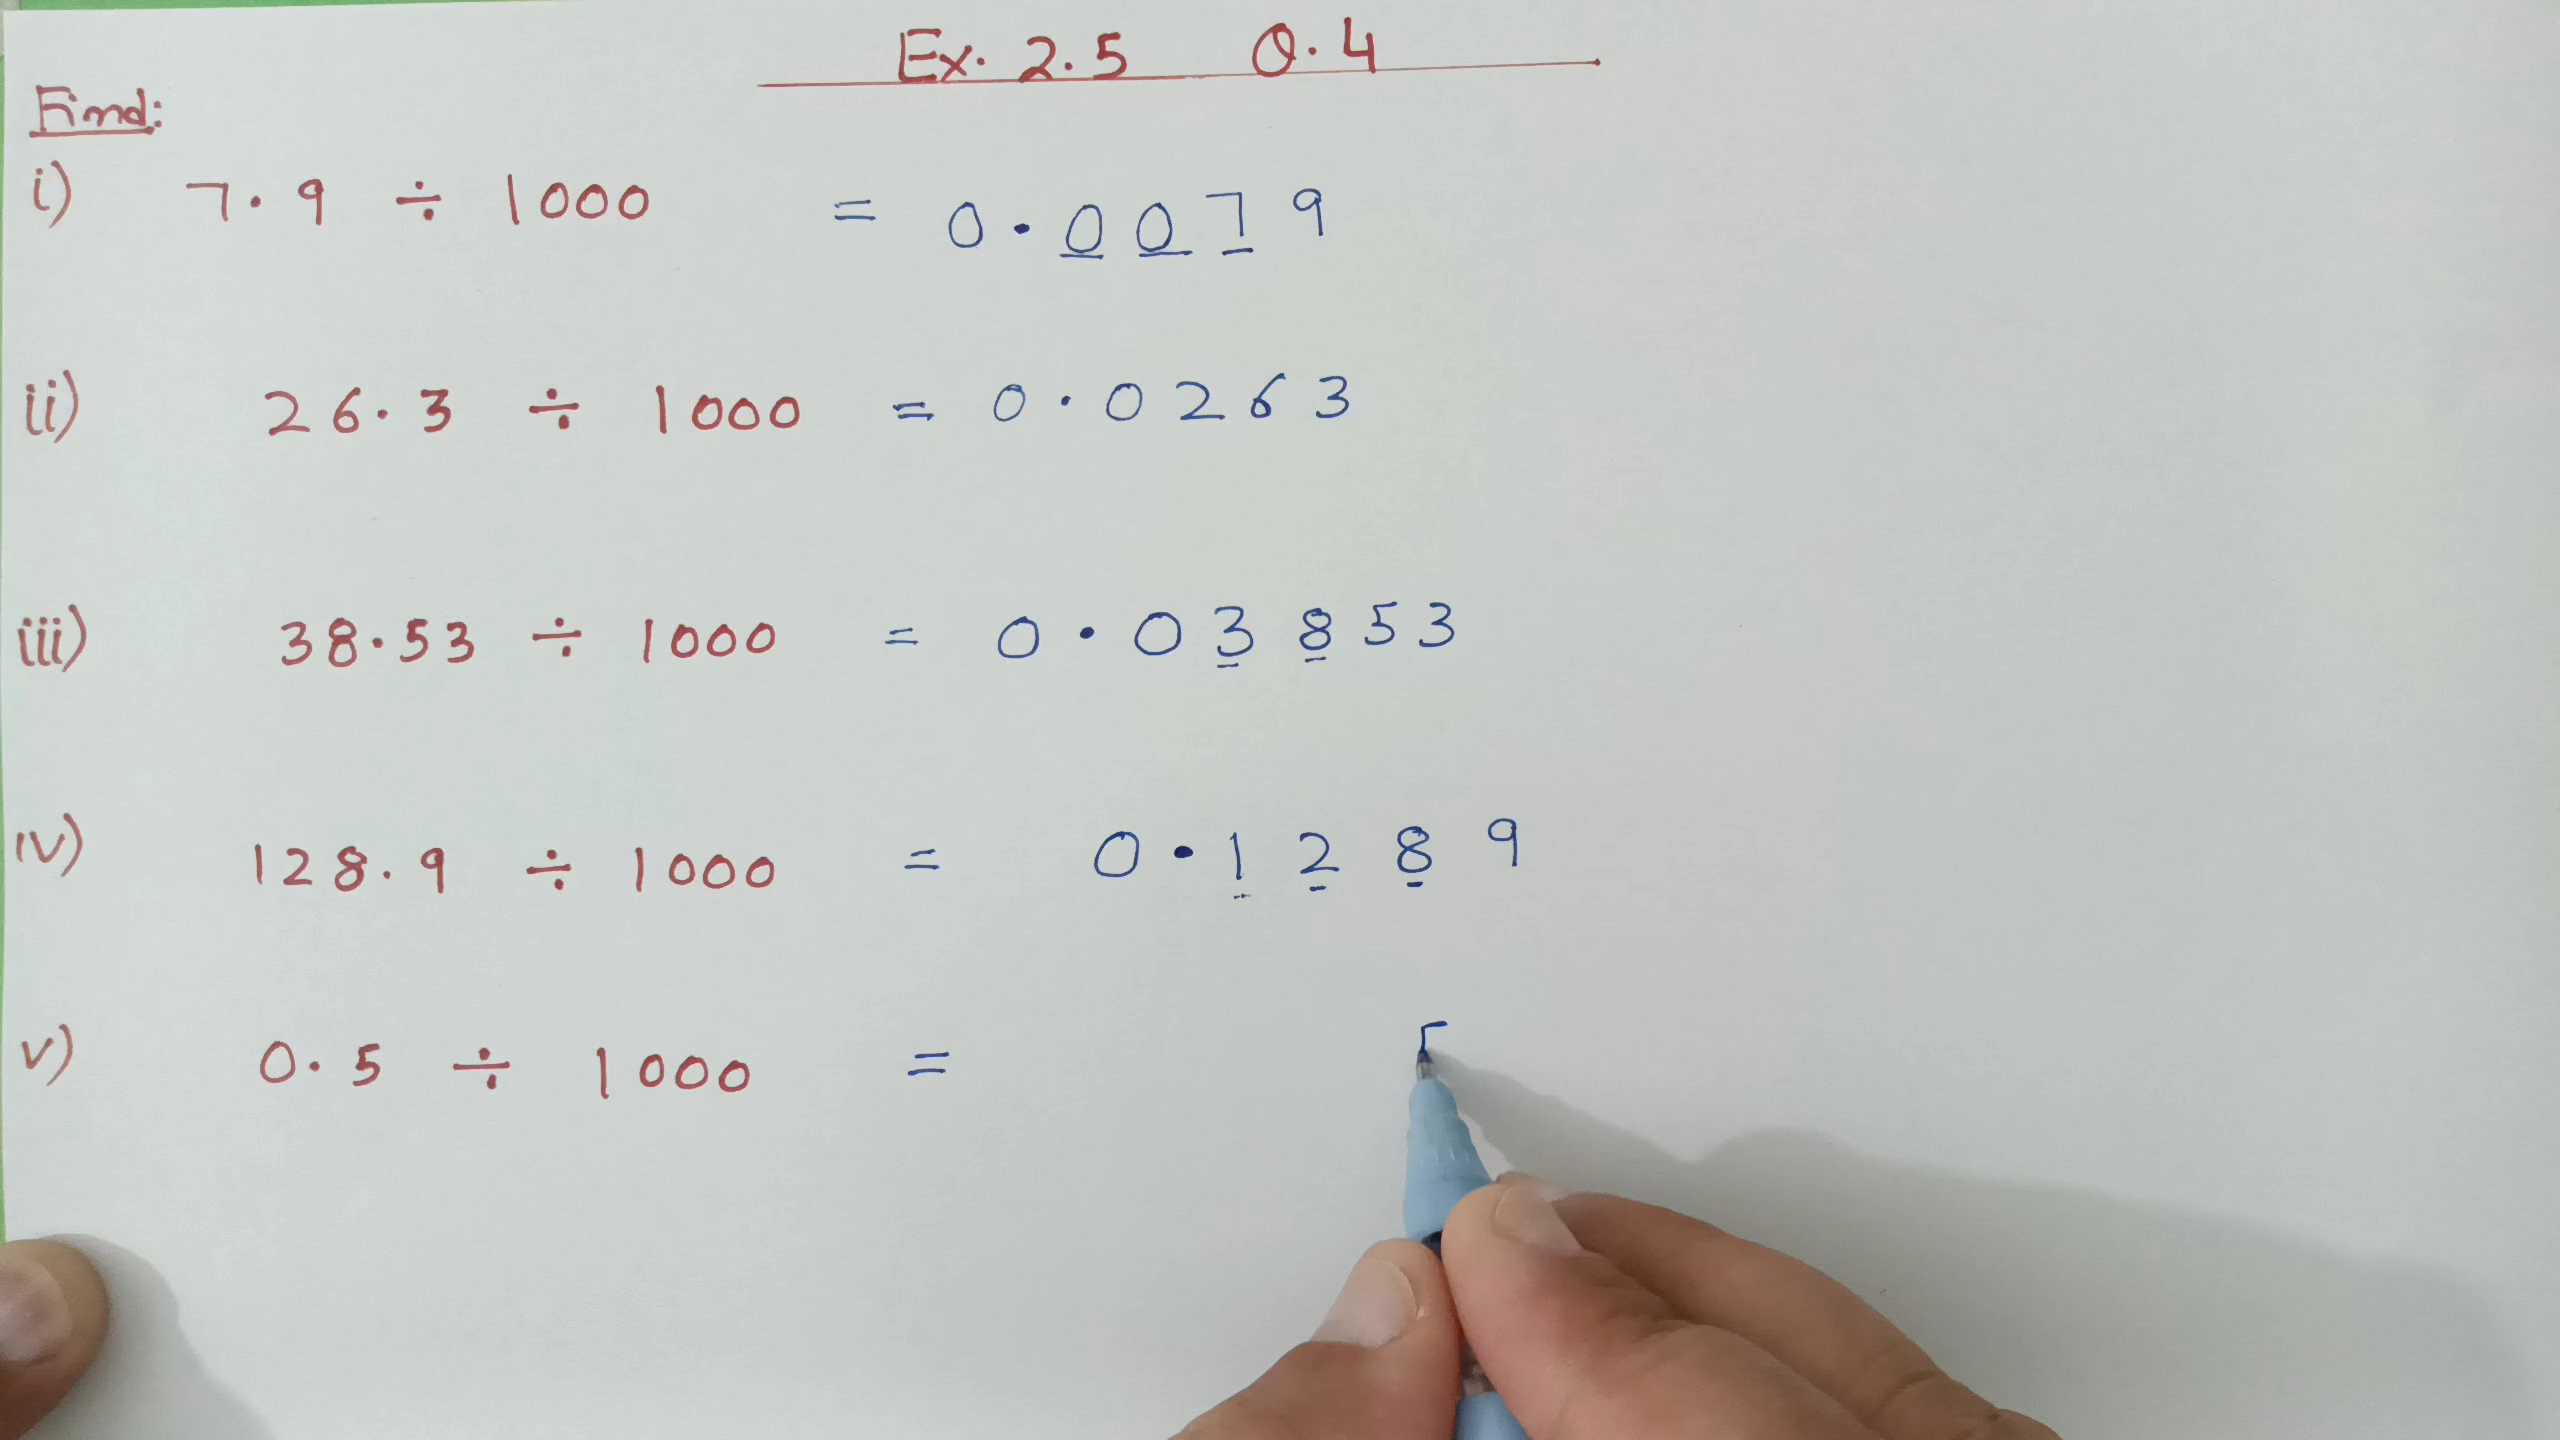 Ex. 2.5 Q.4
Find:
i) 7.9 ÷ 1000 = 0.0079
ii) 26.3 ÷ 1000 = 0.0263
iii) 38.53 ÷ 1000 = 0.03853
iv) 128.9 ÷ 1000 = 0.1289
v) 0.5 ÷ 1000 =